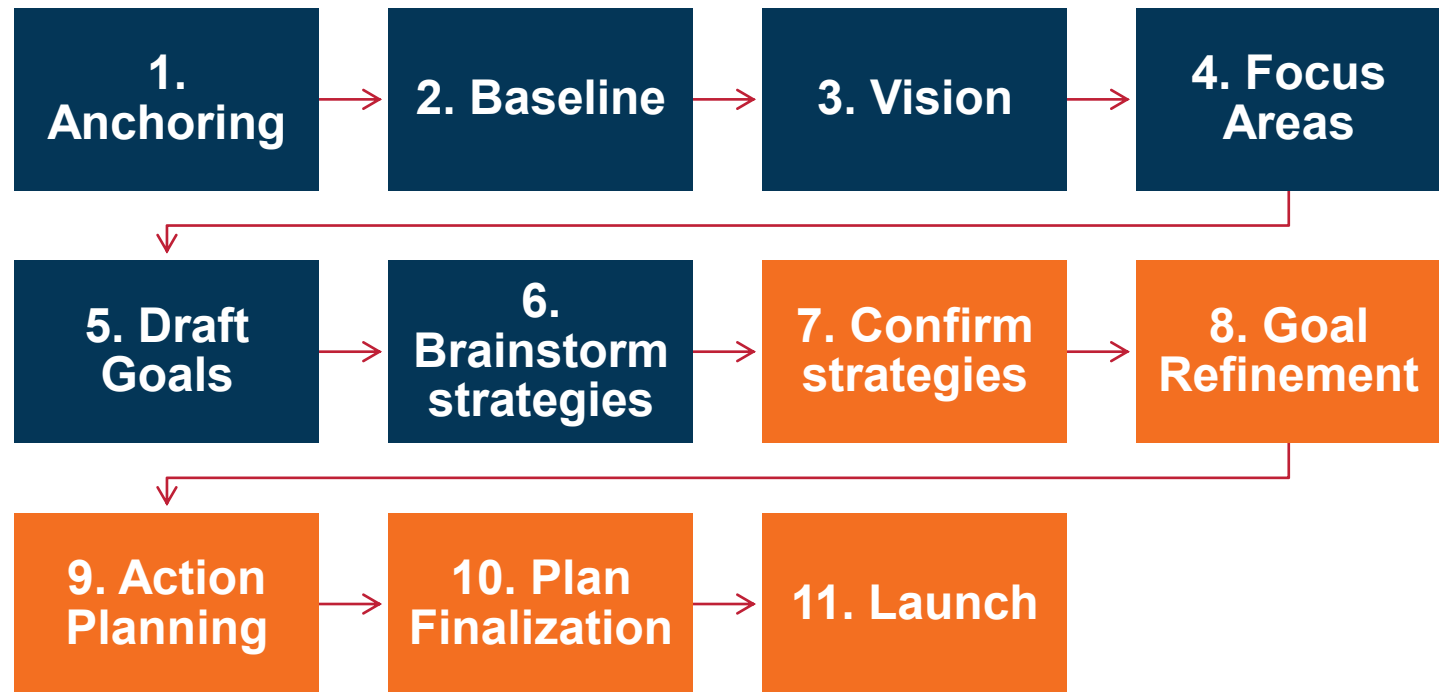 1.
Anchoring
2. Baseline
3. Vision
4. Focus
Areas
5. Draft
Goals
6.
Brainstorm
strategies
7. Confirm
strategies
8. Goal
Refinement
9. Action
Planning
10. Plan
Finalization
11. Launch